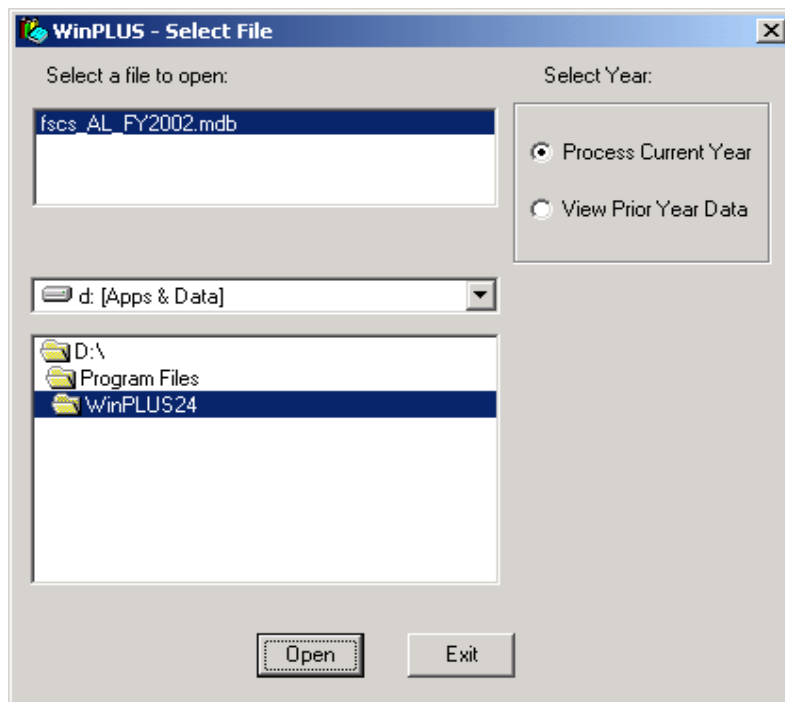 WinPLUS - Select File
Select a file to open:
Select Year:
fscs_AL_FY2002.mdb
Process Current Year
View Prior Year Data
d: [Apps & Data]
D:\
Program Files
WinPLUS24
Open
Exit